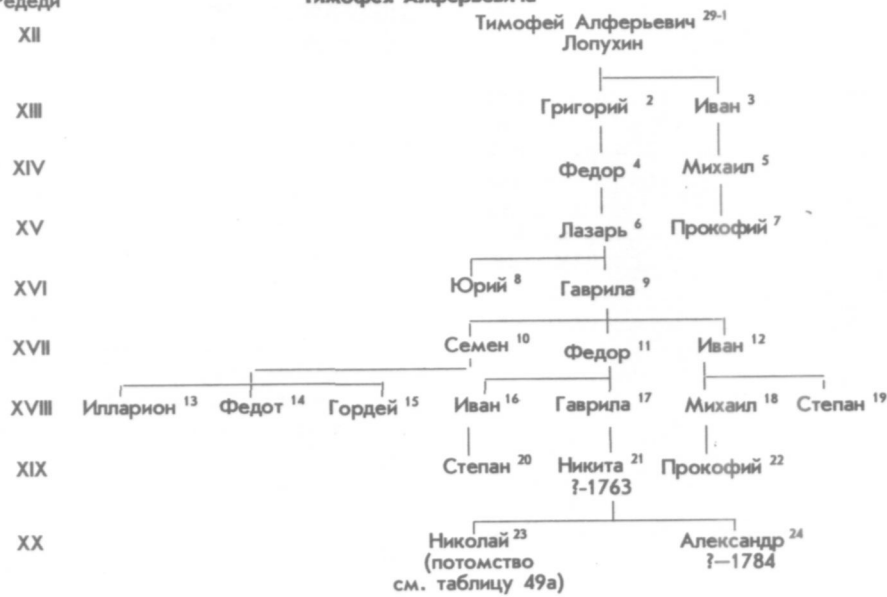 Редеди
XII Тимофей Алферьевич 29-1
Лопухин
XIII Григорий 2 Иван 3
XIV Федор 4 Михаил 5
XV Лазарь 6 Прокофий 7
XVI Юрий 8 Гаврила 9
XVII Семен 10 Федор 11 Иван 12
XVIII Илларион 13 Федот 14 Гордей 15 Иван 16 Гаврила 17 Михаил 18 Степан 19
XIX Степан 20 Никита 21 Прокофий 22
?-1763
XX Николай 23 Александр 24
(потомство ?—1784
см. таблицу 49а)